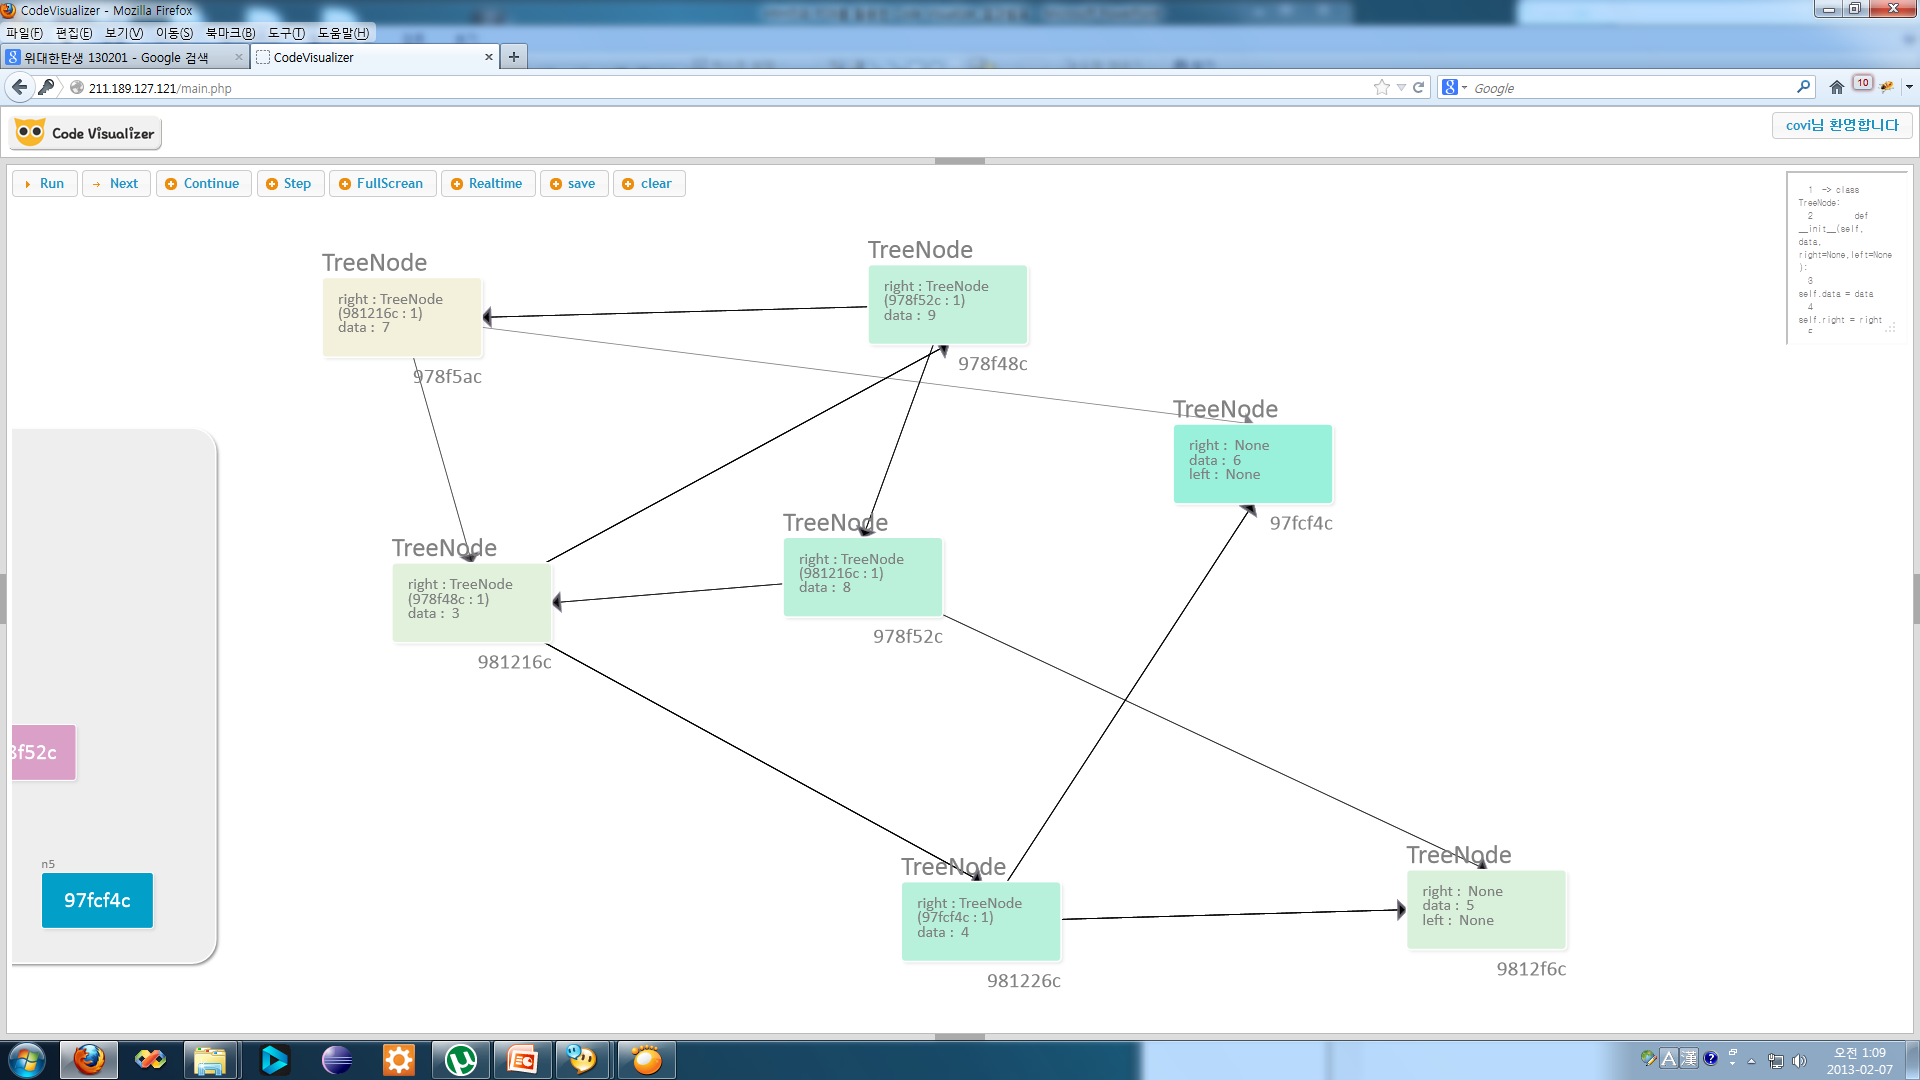 CodeVisualizer - Mozilla Firefox
파일(F) 편집(E) 보기(V) 이동(S) 북마크(B) 도구(T) 도움말(H)
위대한탄생 130201 - Google 검색
CodeVisualizer
211.189.127.121/main.php
Google
10
Code Visualizer
covi님 환영합니다
Run
Next
Continue
Step
FullScrean
Realtime
save
clear
1 -> class
TreeNode:
2 def
__init__(self,
data,
right=None,left=None
):
3
self.data = data
4
self.right = right
TreeNode
right : TreeNode
(981216c : 1)
data : 7
978f5ac
TreeNode
right : TreeNode
(978f52c : 1)
data : 9
978f48c
TreeNode
right : None
data : 6
left : None
97fcf4c
TreeNode
right : TreeNode
(978f48c : 1)
data : 3
981216c
TreeNode
right : TreeNode
(981216c : 1)
data : 8
978f52c
8f52c
n5
97fcf4c
TreeNode
right : TreeNode
(97fcf4c : 1)
data : 4
981226c
TreeNode
right : None
data : 5
left : None
9812f6c
A 漢
오전 1:09
2013-02-07